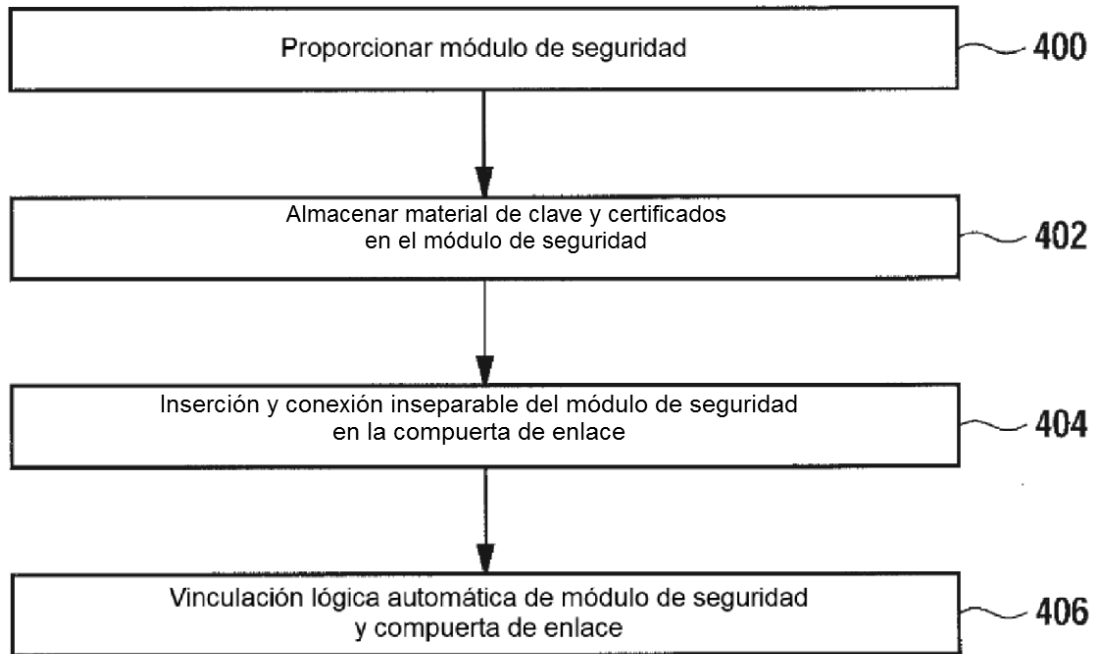 Proporcionar módulo de seguridad
400
Almacenar material de clave y certificados
en el módulo de seguridad
402
Inserción y conexión inseparable del módulo de seguridad
en la compuerta de enlace
404
Vinculación lógica automática de módulo de seguridad
y compuerta de enlace
406